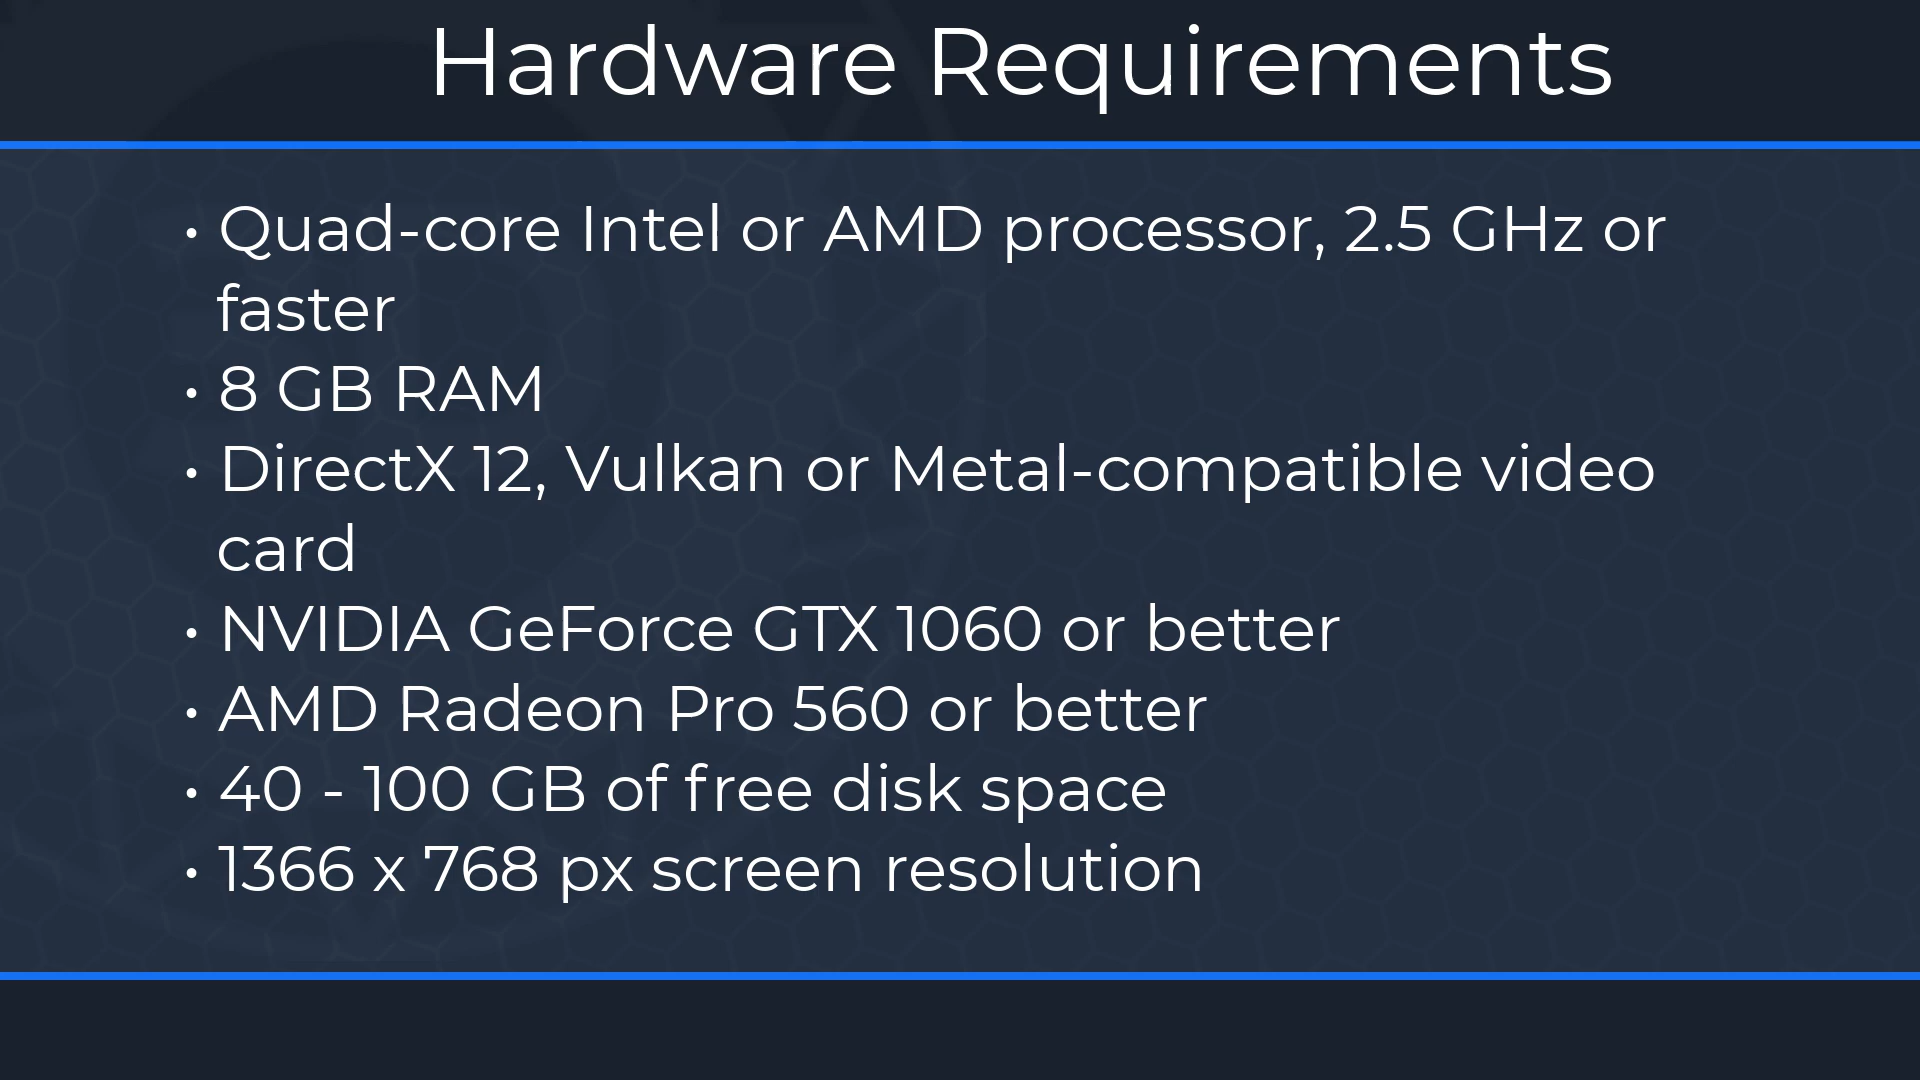 Hardware Requirements
• Quad-core Intel or AMD processor, 2.5 GHz or
faster
• 8 GB RAM
• DirectX 12, Vulkan or Metal-compatible video
card
• NVIDIA GeForce GTX 1060 or better
• AMD Radeon Pro 560 or better
• 40 - 100 GB of free disk space
• 1366 x 768 px screen resolution